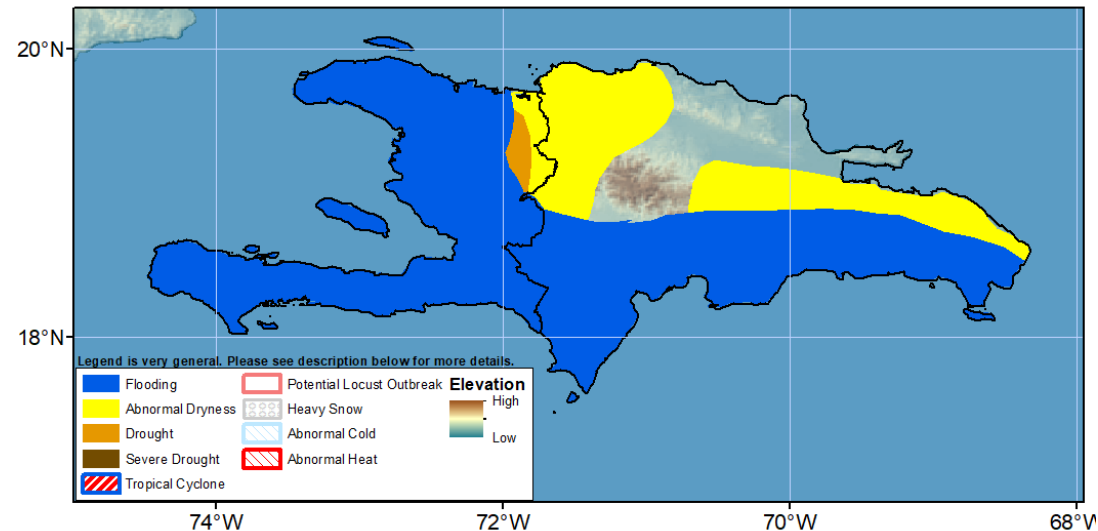 20°N
18°N
Legend is very general. Please see description below for more details.
Flooding
Abnormal Dryness
Drought
Severe Drought
Tropical Cyclone
Potential Locust Outbreak
Heavy Snow
Abnormal Cold
Abnormal Heat
Elevation
High
Low
74°W 72°W 70°W 68°W